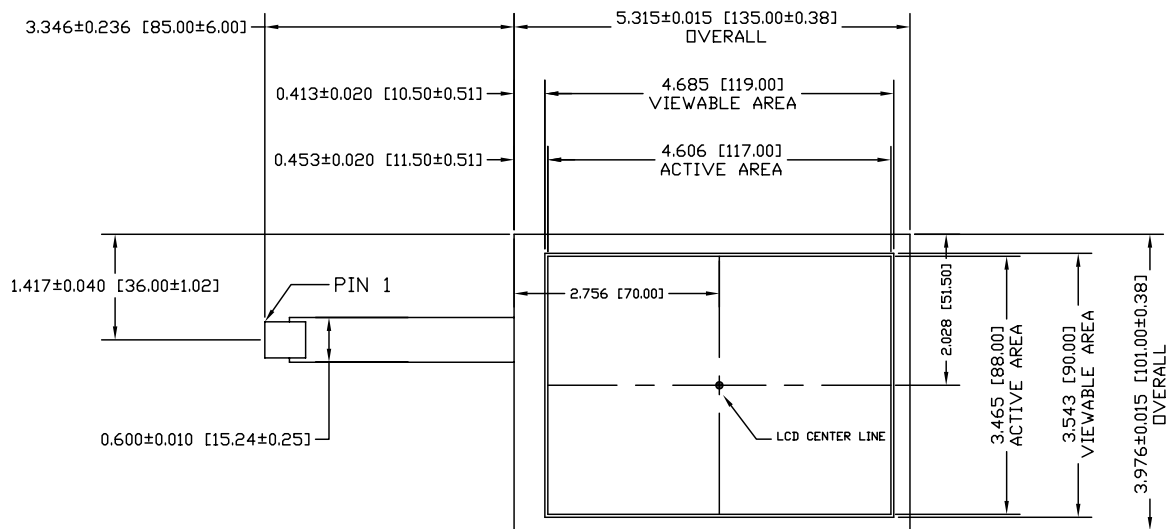 3.346±0.236 [85.00±6.00]
5.315±0.015 [135.00±0.38]
OVERALL
0.413±0.020 [10.50±0.51]
4.685 [119.00]
VIEWABLE AREA
0.453±0.020 [11.50±0.51]
4.606 [117.00]
ACTIVE AREA
1.417±0.040 [36.00±1.02]
PIN 1
2.756 [70.00]
2.028 [51.50]
0.600±0.010 [15.24±0.25]
LCD CENTER LINE
3.465 [88.00]
ACTIVE AREA
3.543 [90.00]
VIEWABLE AREA
3.976±0.015 [101.00±0.38]
OVERALL